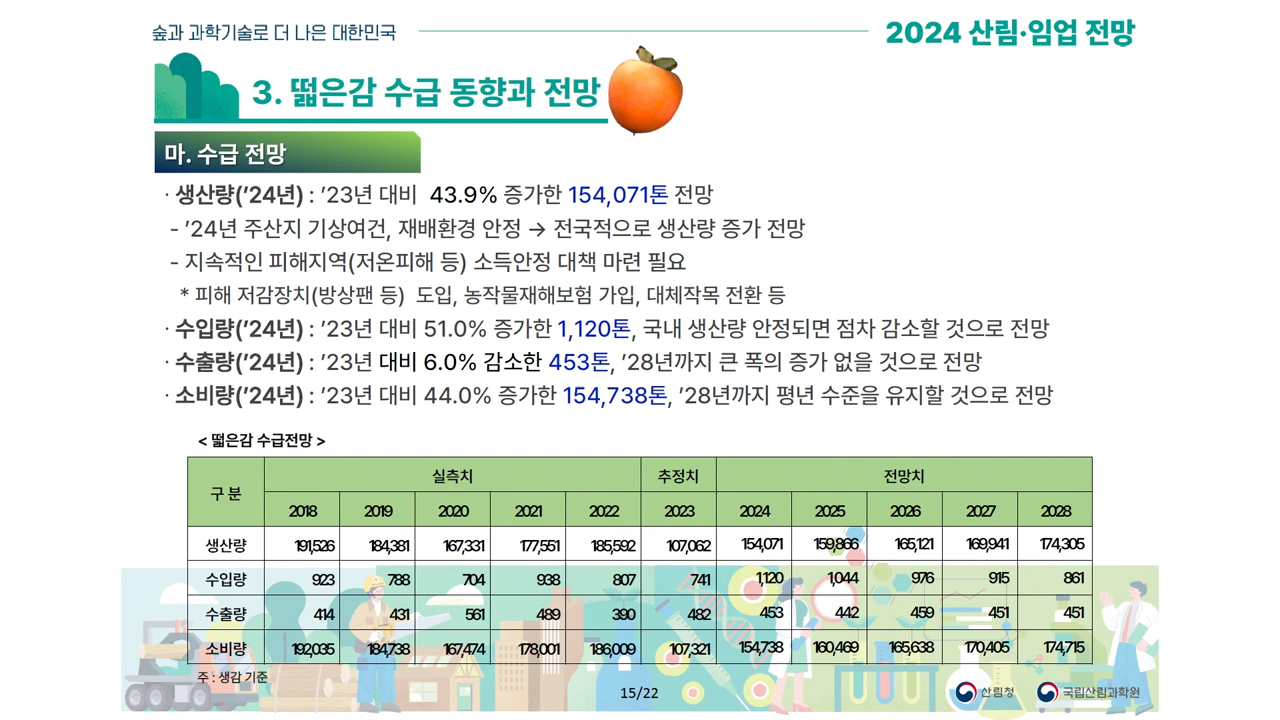 숲과 과학기술로 더 나은 대한민국
2024 산림·임업 전망
3. 떫은감 수급 동향과 전망
마. 수급 전망
· 생산량(’24년) : ’23년 대비 43.9% 증가한 154,071톤 전망
- ’24년 주산지 기상여건, 재배환경 안정 → 전국적으로 생산량 증가 전망
- 지속적인 피해지역(저온피해 등) 소득안정 대책 마련 필요
* 피해 저감장치(방상팬 등) 도입, 농작물재해보험 가입, 대체작목 전환 등
· 수입량(’24년) : ’23년 대비 51.0% 증가한 1,120톤, 국내 생산량 안정되면 점차 감소할 것으로 전망
· 수출량(’24년) : ’23년 대비 6.0% 감소한 453톤, ’28년까지 큰 폭의 증가 없을 것으로 전망
· 소비량(’24년) : ’23년 대비 44.0% 증가한 154,738톤, ’28년까지 평년 수준을 유지할 것으로 전망
< 떫은감 수급전망 >
구 분 실측치 추정치 전망치
2018 2019 2020 2021 2022 2023 2024 2025 2026 2027 2028
생산량 191,526 184,381 167,331 177,551 185,592 107,062 154,071 159,866 165,121 169,941 174,305
수입량 923 788 704 938 807 741 1,120 1,044 976 915 861
수출량 414 431 561 489 390 482 453 442 459 451 451
소비량 192,035 184,738 167,474 178,001 186,009 107,321 154,738 160,469 165,638 170,405 174,715
주 : 생감 기준
15/22
산림청
국립산림과학원